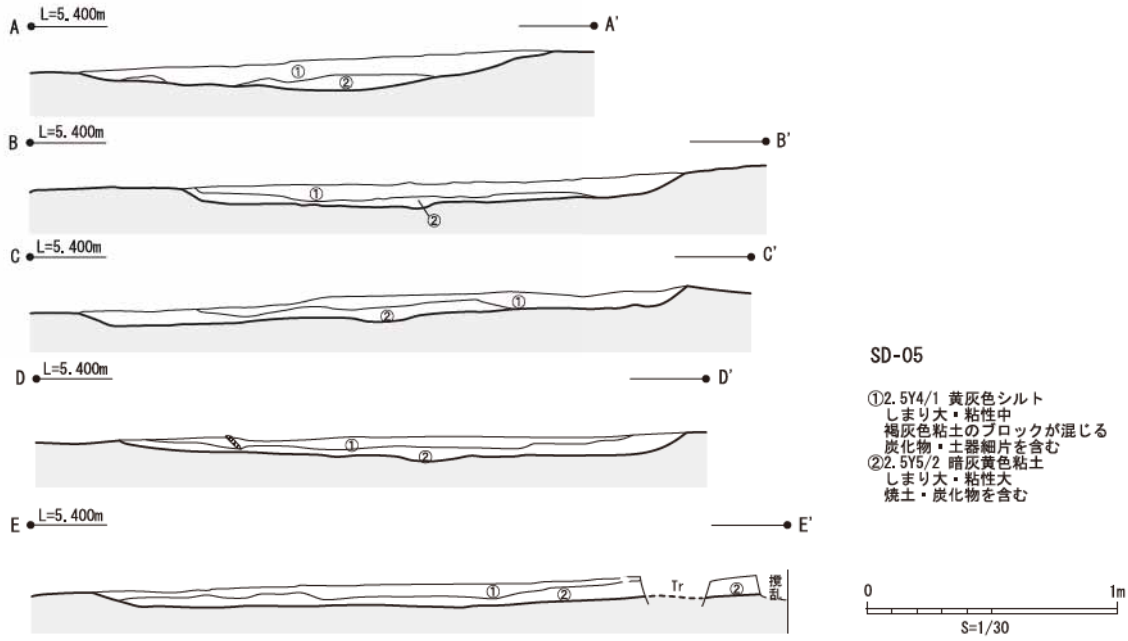 A L=5.400m A'
①
②
B L=5.400m B'
①
②
C L=5.400m C'
①
②
SD-05
D L=5.400m D'
①2.5Y4/1 黄灰色シルト
しまり大・粘性中
褐灰色粘土のブロックが混じる
炭化物・土器細片を含む
②2.5Y5/2 暗灰黄色粘土
しまり大・粘性大
焼土・炭化物を含む
①
②
E L=5.400m E'
① ② Tr ② 攪乱
0 1m
S=1/30